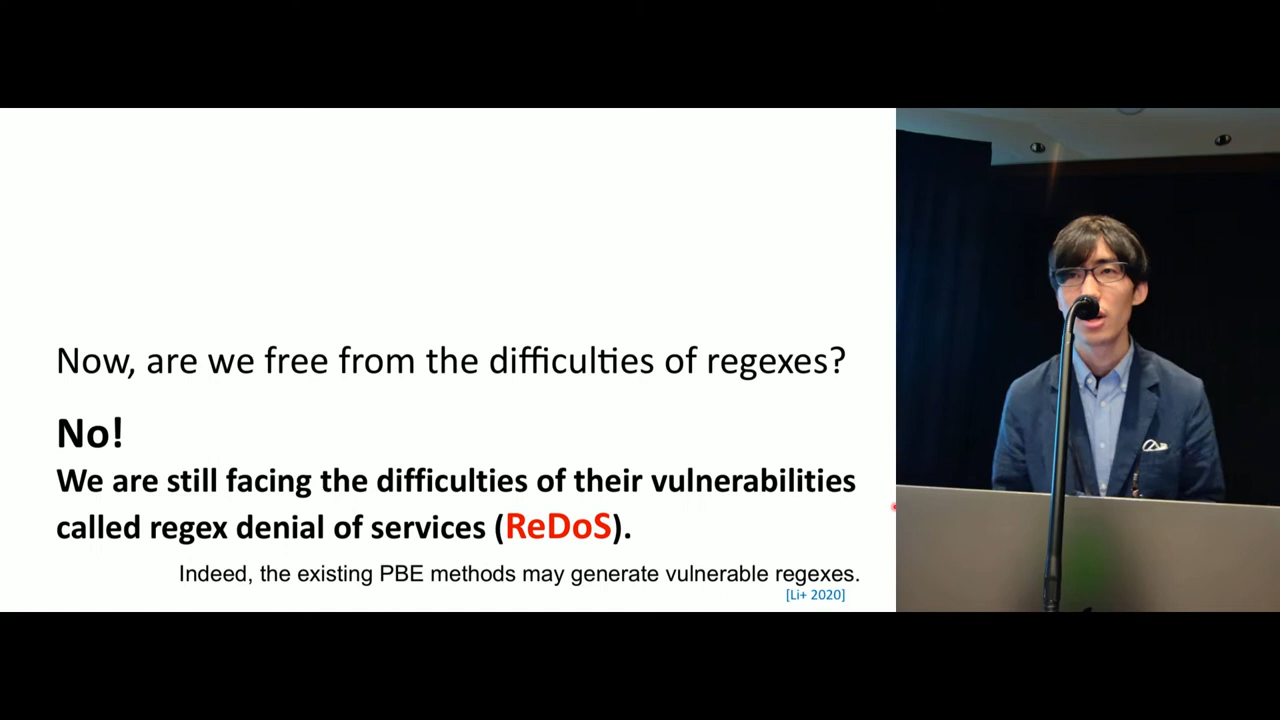 Now, are we free from the difficulties of regexes?
No!
We are still facing the difficulties of their vulnerabilities
called regex denial of services (ReDoS).
Indeed, the existing PBE methods may generate vulnerable regexes.
[Li+ 2020]